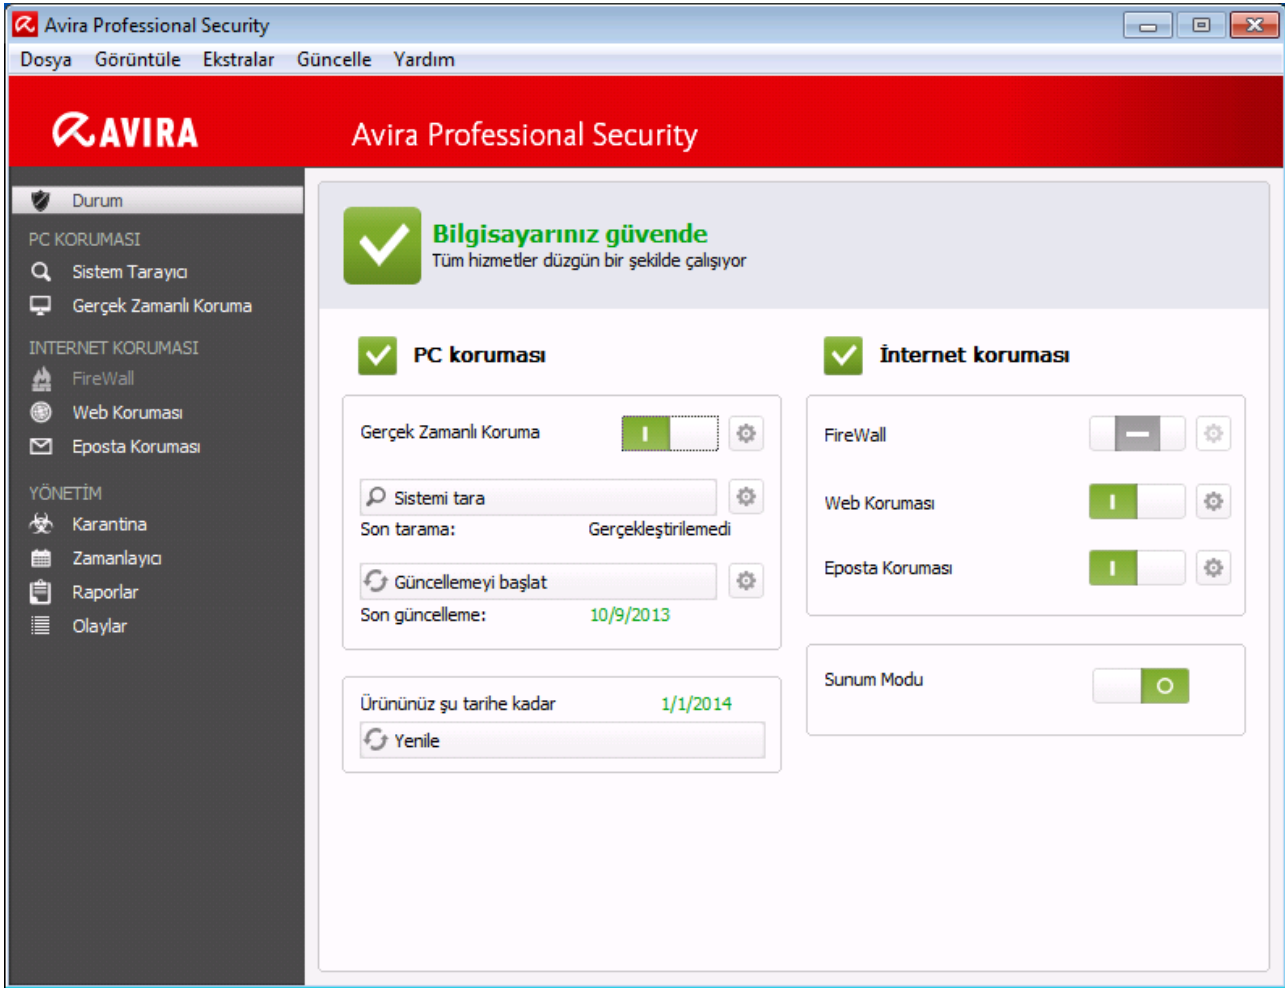 Avira Professional Security
Dosya Görüntüle Ekstralar Güncelle Yardım
AVIRA
Avira Professional Security
Durum
PC KORUMASI
Sistem Tarayıcı
Gerçek Zamanlı Koruma
INTERNET KORUMASI
FireWall
Web Koruması
Eposta Koruması
YÖNETİM
Karantina
Zamanlayıcı
Raporlar
Olaylar
Bilgisayarınız güvende
Tüm hizmetler düzgün bir şekilde çalışıyor
PC koruması
Gerçek Zamanlı Koruma
Sistemi tara
Son tarama: Gerçekleştirilemedi
Güncellemeyi başlat
Son güncelleme: 10/9/2013
Ürününüz şu tarihe kadar 1/1/2014
Yenile
İnternet koruması
FireWall
Web Koruması
Eposta Koruması
Sunum Modu